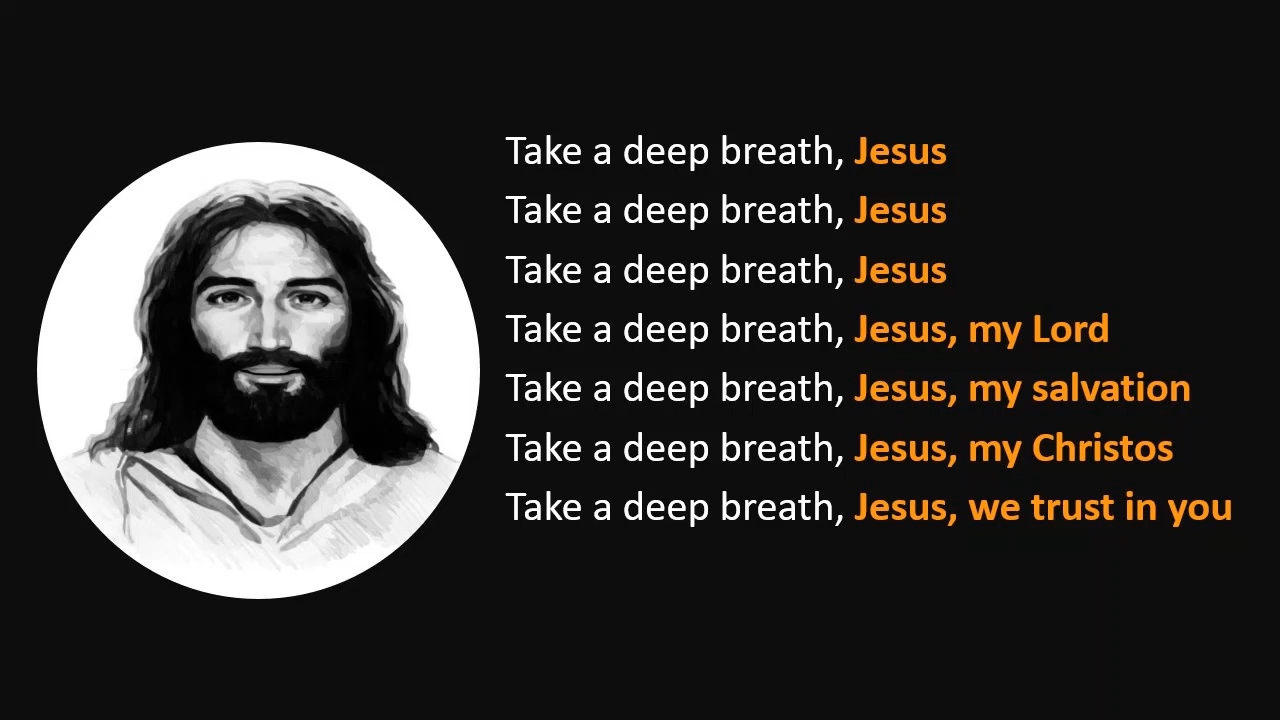 Take a deep breath, Jesus
Take a deep breath, Jesus
Take a deep breath, Jesus
Take a deep breath, Jesus, my Lord
Take a deep breath, Jesus, my salvation
Take a deep breath, Jesus, my Christos
Take a deep breath, Jesus, we trust in you